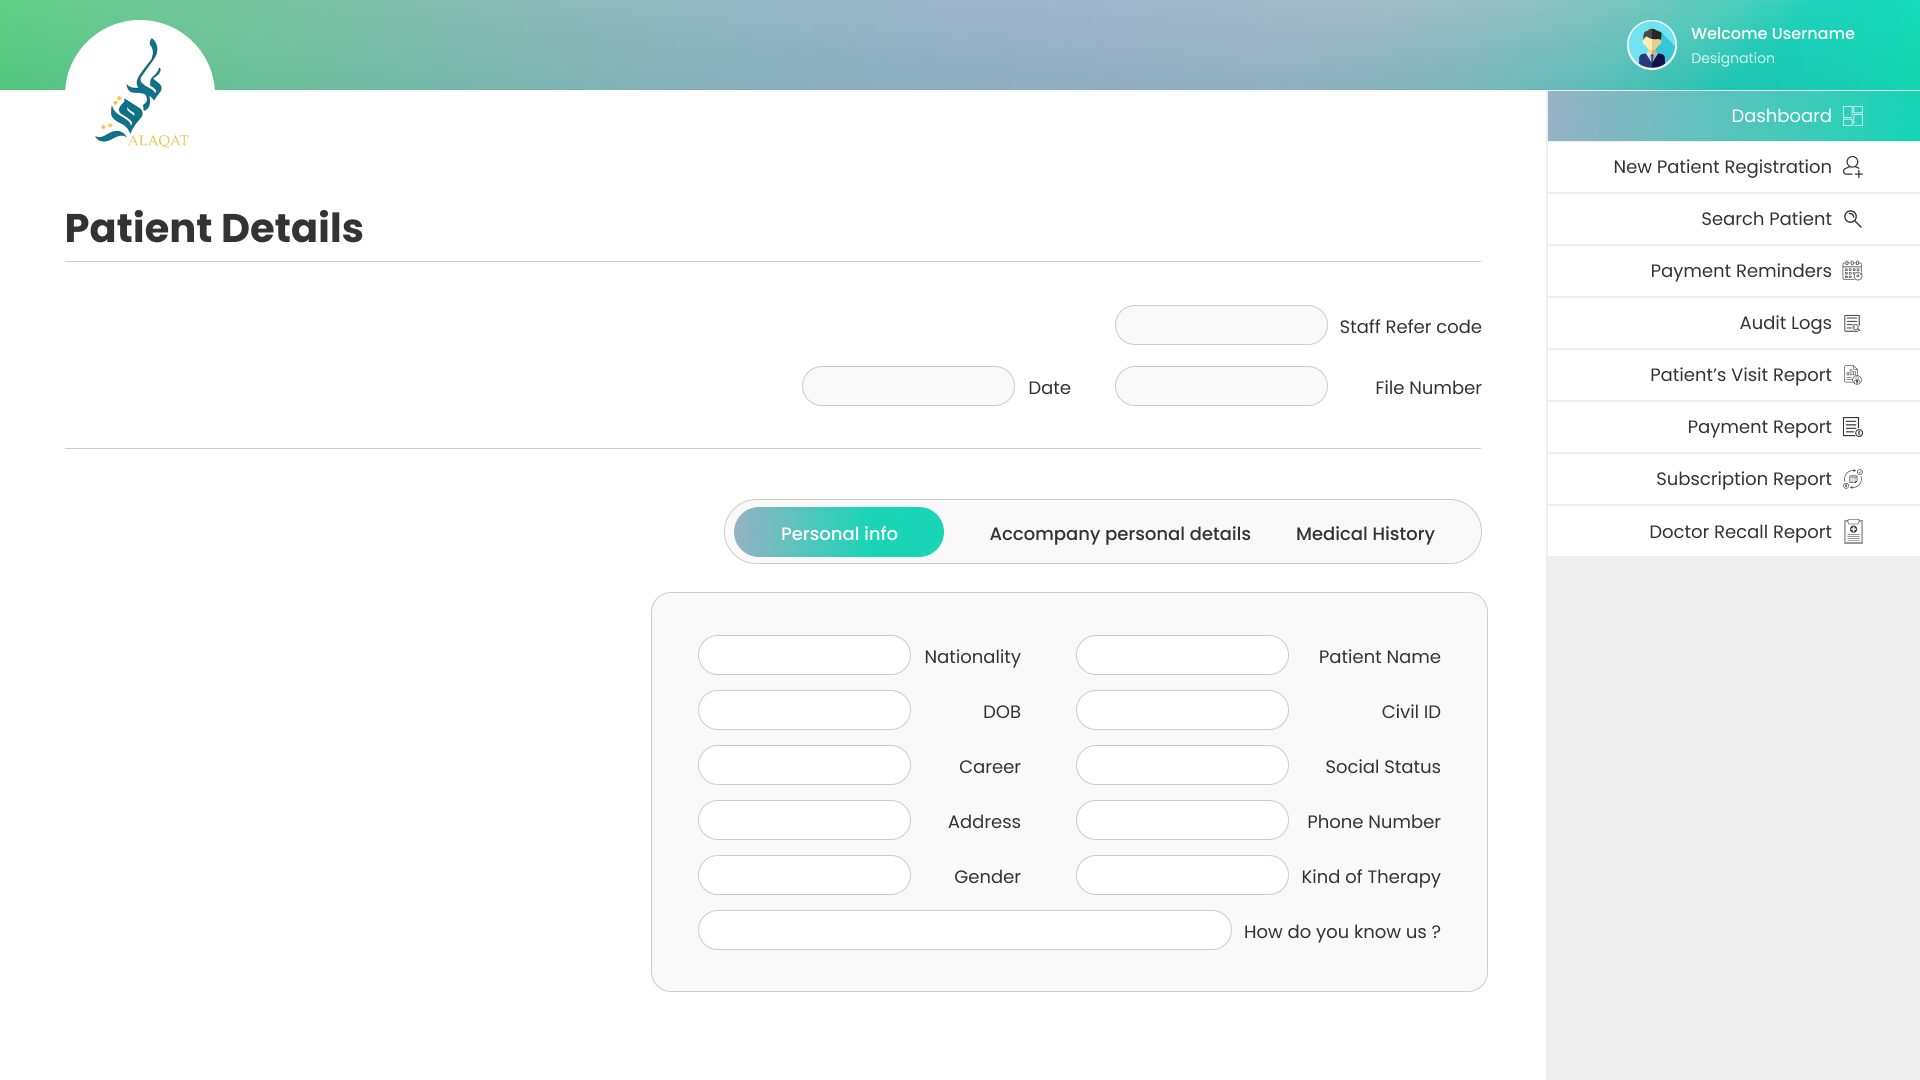 Welcome Username
Designation
ALAQAT
Dashboard
New Patient Registration
Search Patient
Payment Reminders
Audit Logs
Patient’s Visit Report
Payment Report
Subscription Report
Doctor Recall Report
Patient Details
Staff Refer code
Date
File Number
Personal info
Accompany personal details
Medical History
Nationality
Patient Name
DOB
Civil ID
Career
Social Status
Address
Phone Number
Gender
Kind of Therapy
How do you know us ?